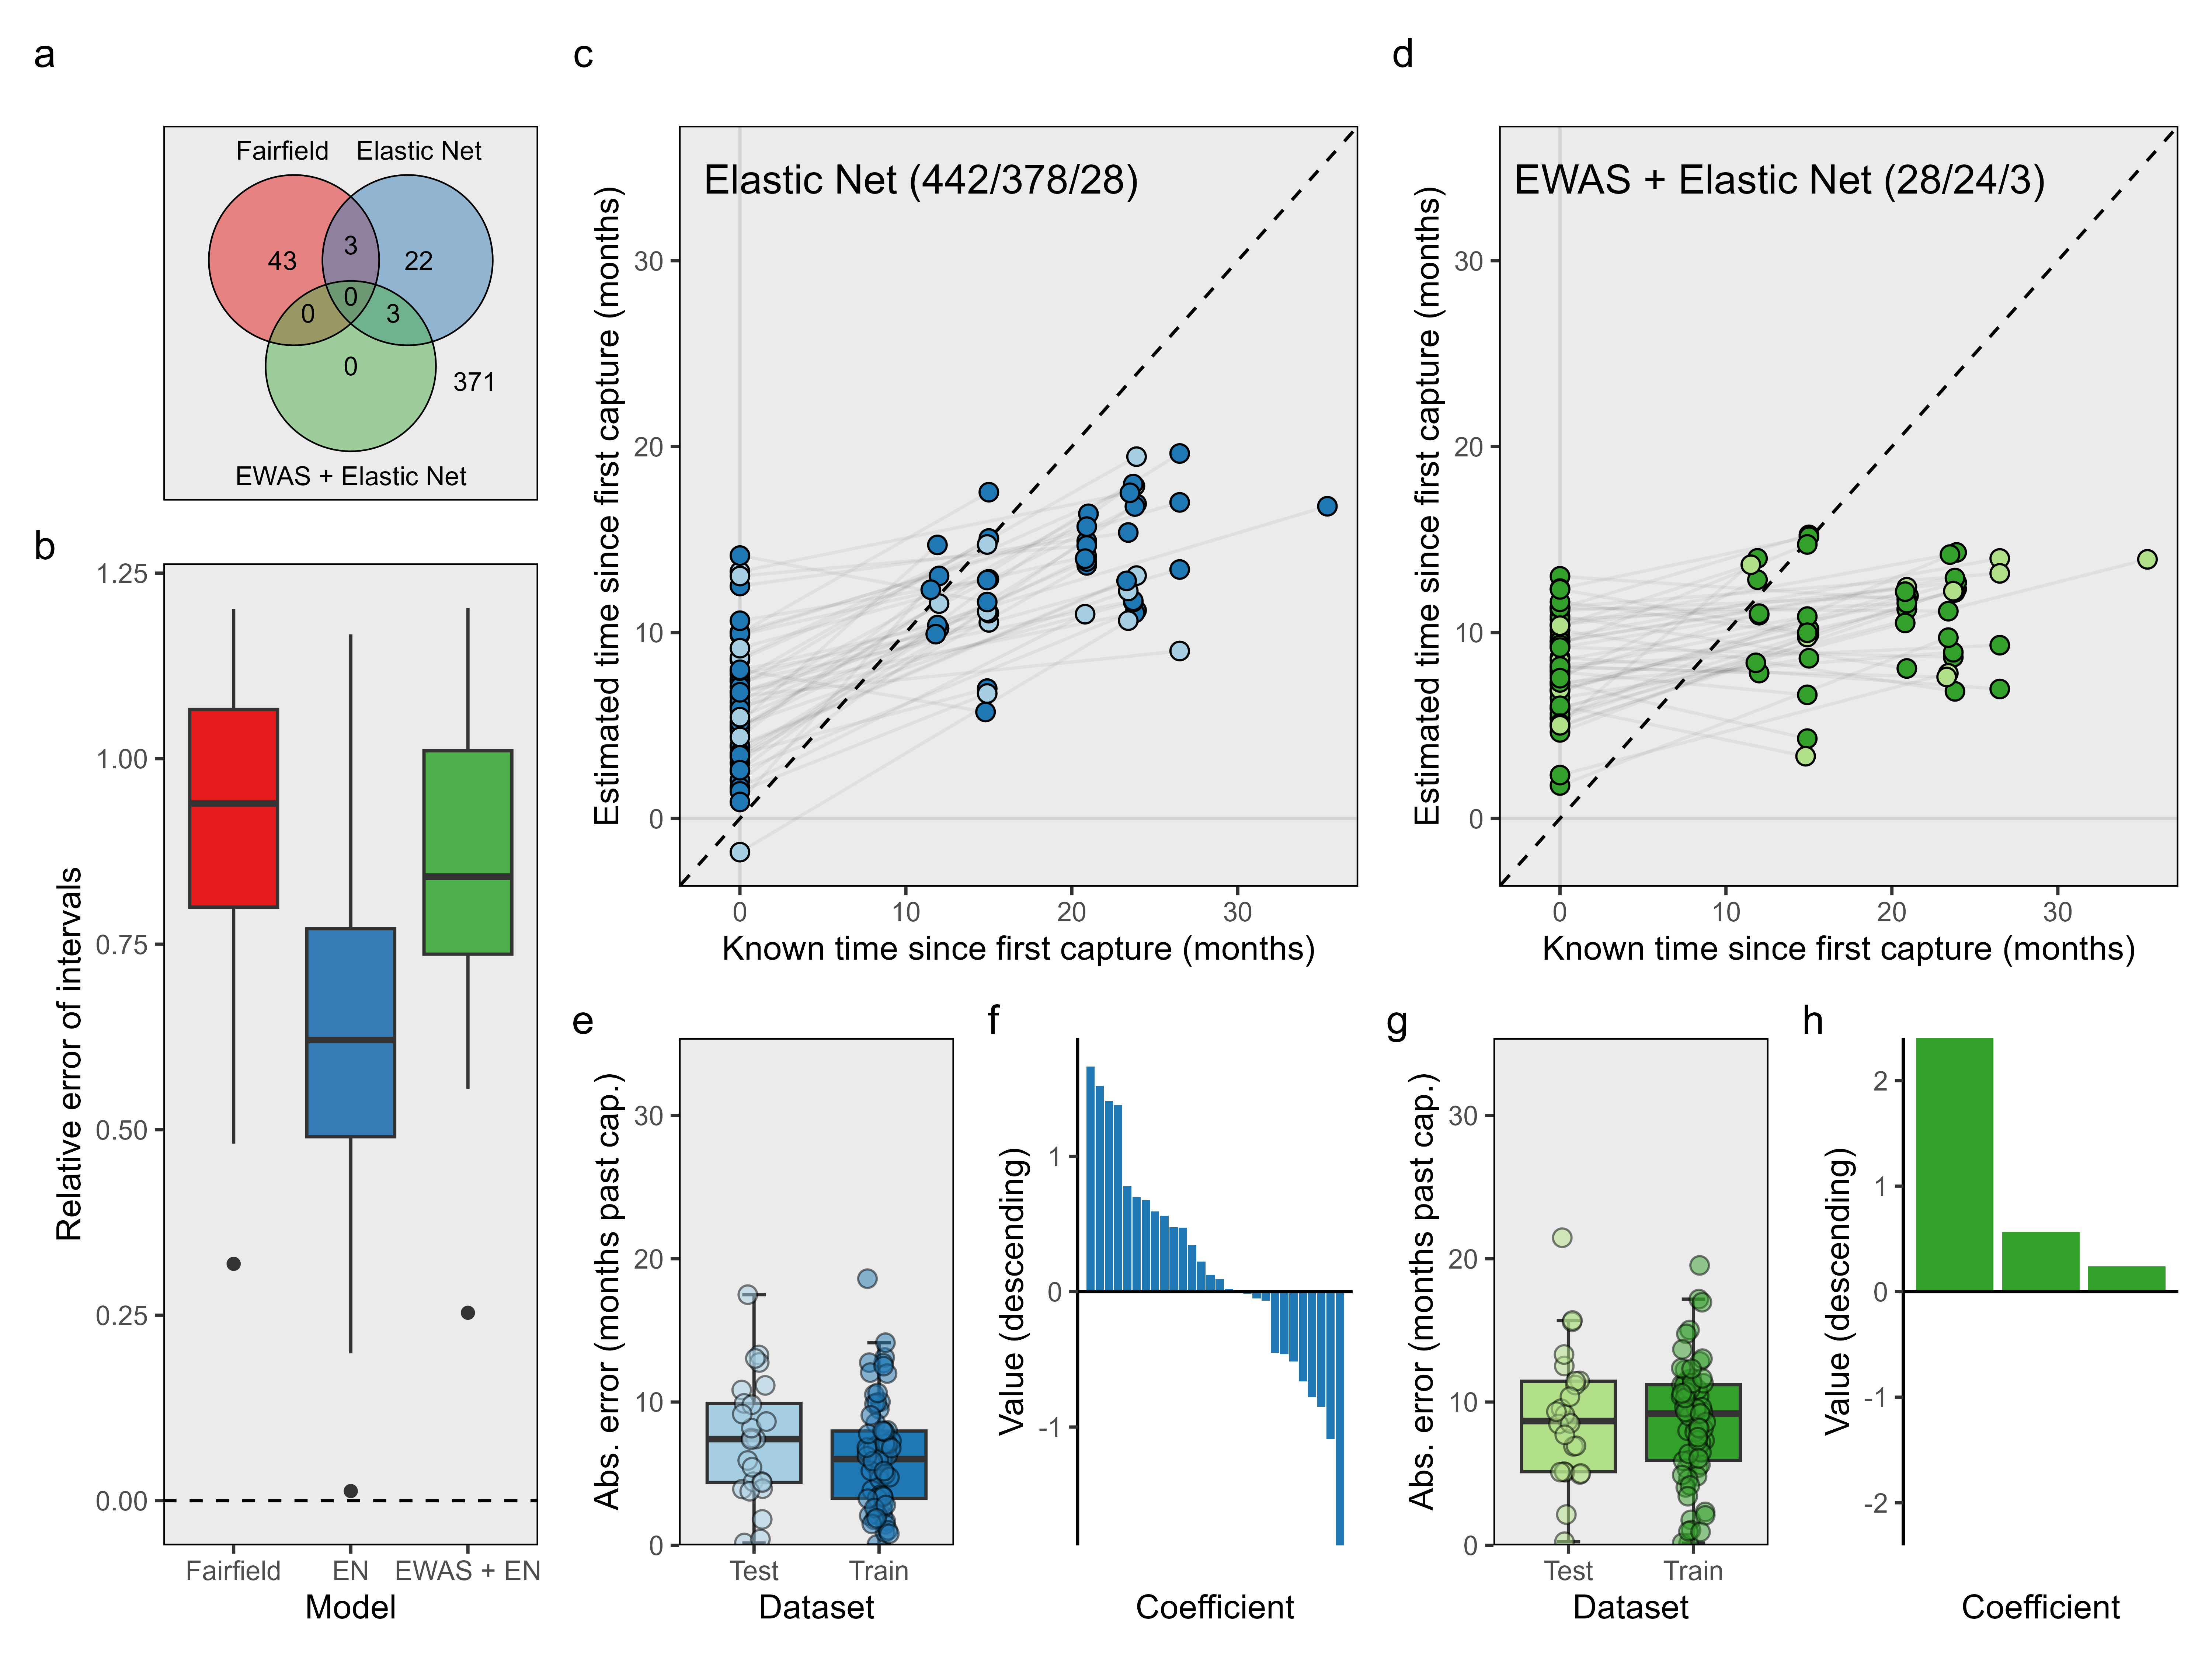 a
Fairfield Elastic Net
43
3
22
0
0
3
0
371
EWAS + Elastic Net
b
Relative error of intervals
1.25
1.00
0.75
0.50
0.25
0.00
Fairfield EN EWAS + EN
Model
c
Elastic Net (442/378/28)
Estimated time since first capture (months)
30
20
10
0
0 10 20 30
Known time since first capture (months)
d
EWAS + Elastic Net (28/24/3)
Estimated time since first capture (months)
30
20
10
0
0 10 20 30
Known time since first capture (months)
e
Abs. error (months past cap.)
30
20
10
0
Test Train
Dataset
f
Value (descending)
1
0
-1
Coefficient
g
Abs. error (months past cap.)
30
20
10
0
Test Train
Dataset
h
Value (descending)
2
1
0
-1
-2
Coefficient